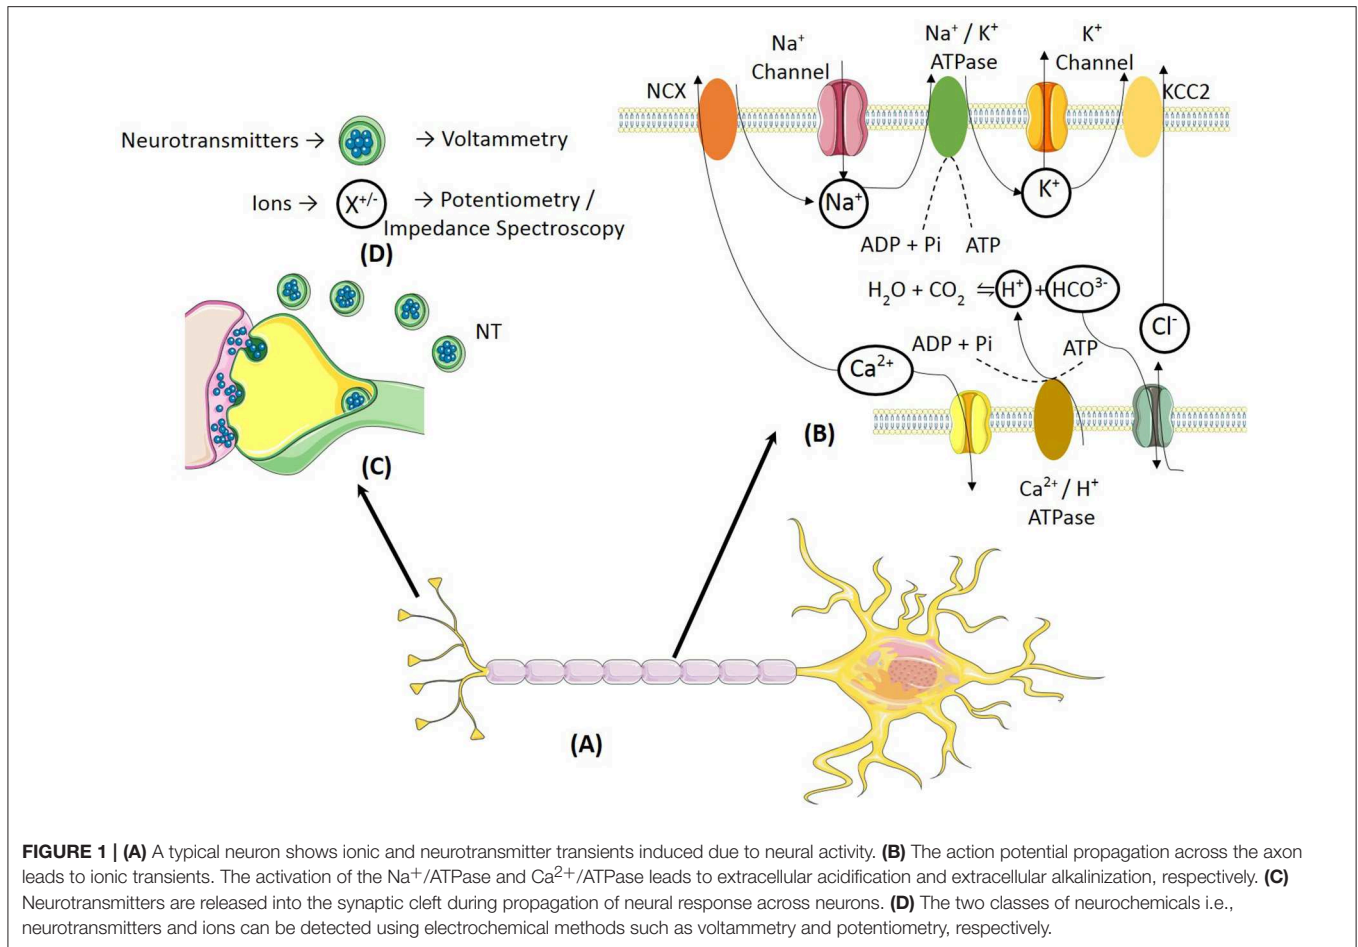 Na⁺
Channel
Na⁺ / K⁺
ATPase
K⁺
Channel
NCX
KCC2
Neurotransmitters → → Voltammetry
Ions → X⁺/⁻ → Potentiometry /
Impedance Spectroscopy
(D)
Na⁺
K⁺
ADP + Pi
ATP
H₂O + CO₂ ⇋ H⁺ + HCO³⁻
NT
Cl⁻
ADP + Pi
ATP
Ca²⁺
(B)
(C)
Ca²⁺ / H⁺
ATPase
(A)
FIGURE 1 | (A) A typical neuron shows ionic and neurotransmitter transients induced due to neural activity. (B) The action potential propagation across the axon
leads to ionic transients. The activation of the Na⁺/ATPase and Ca²⁺/ATPase leads to extracellular acidification and extracellular alkalinization, respectively. (C)
Neurotransmitters are released into the synaptic cleft during propagation of neural response across neurons. (D) The two classes of neurochemicals i.e.,
neurotransmitters and ions can be detected using electrochemical methods such as voltammetry and potentiometry, respectively.